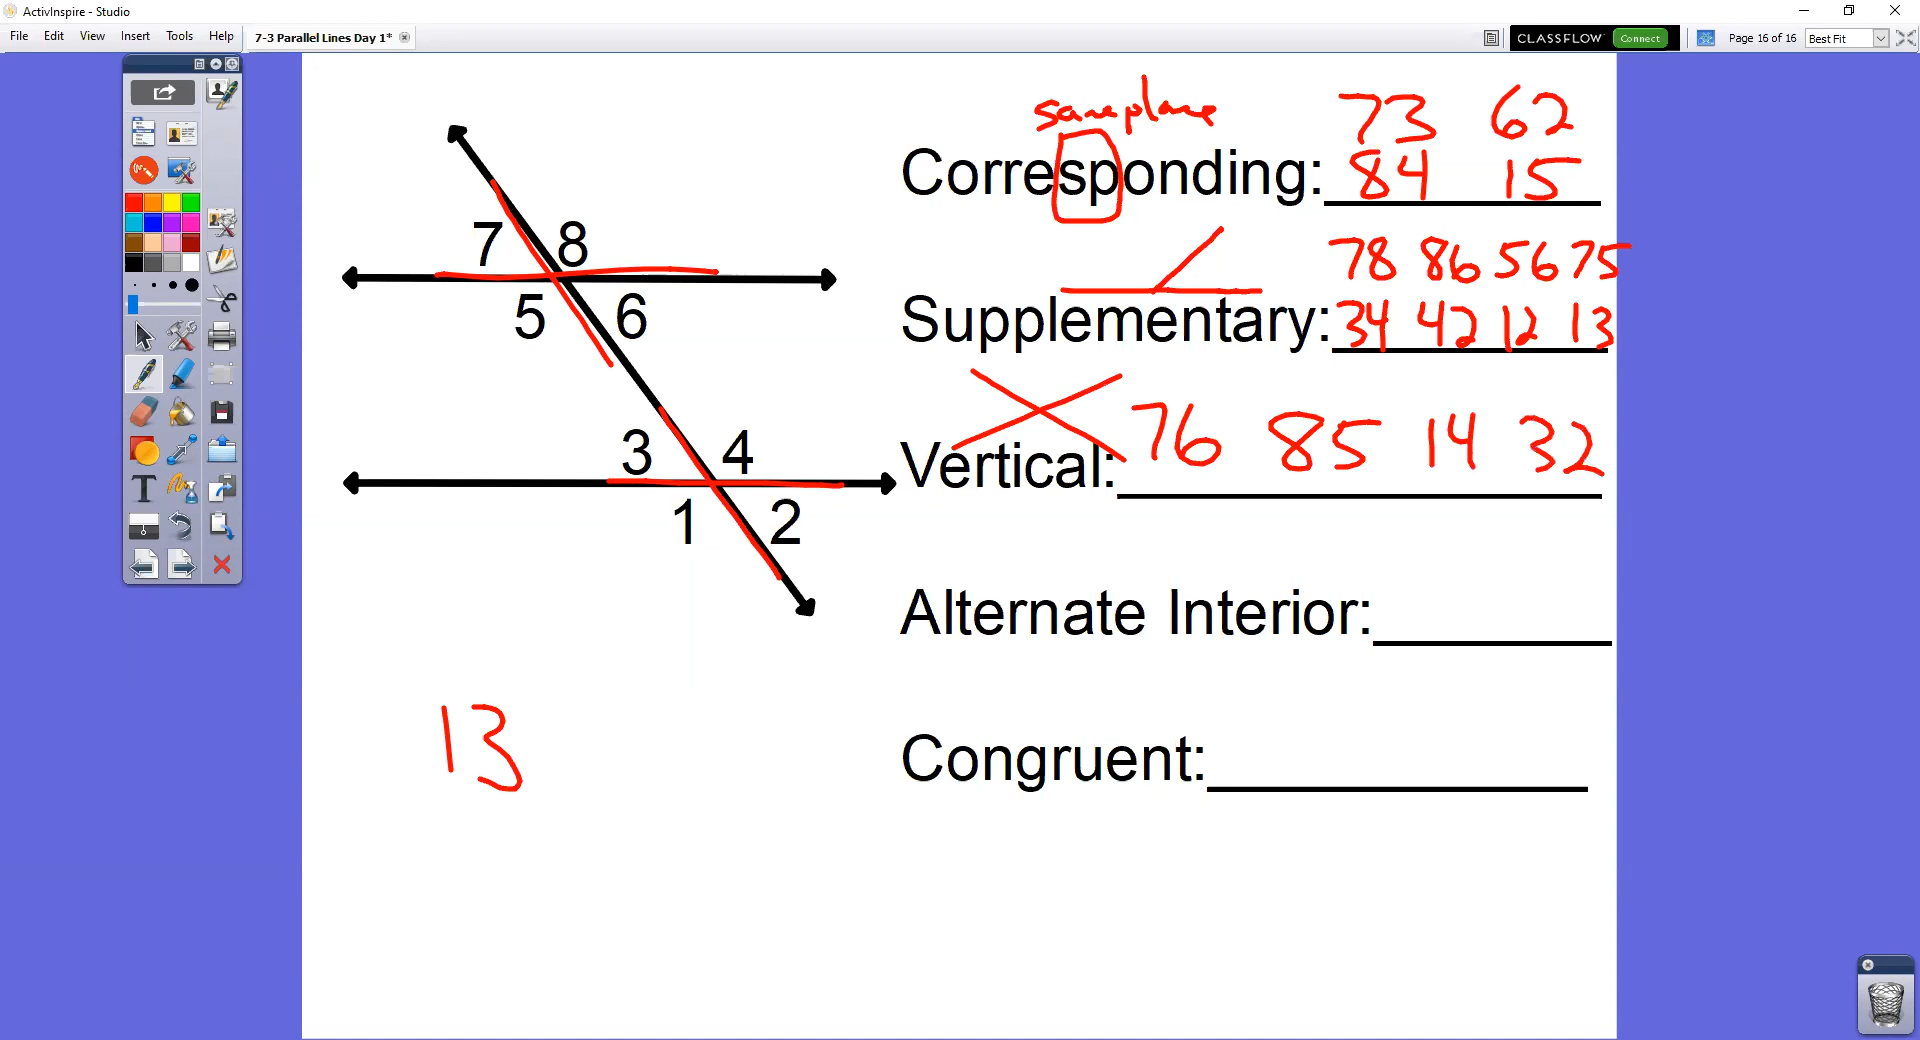 ActivInspire - Studio
File Edit View Insert Tools Help 7-3 Parallel Lines Day 1* CLASSFLOW Connect Page 16 of 16 Best Fit
same place
73 62
Corresponding: 84 15
7 8
78 86 56 75
5 6
Supplementary: 34 42 12 13
76 85 14 32
Vertical:
3 4
1 2
Alternate Interior:
13
Congruent: